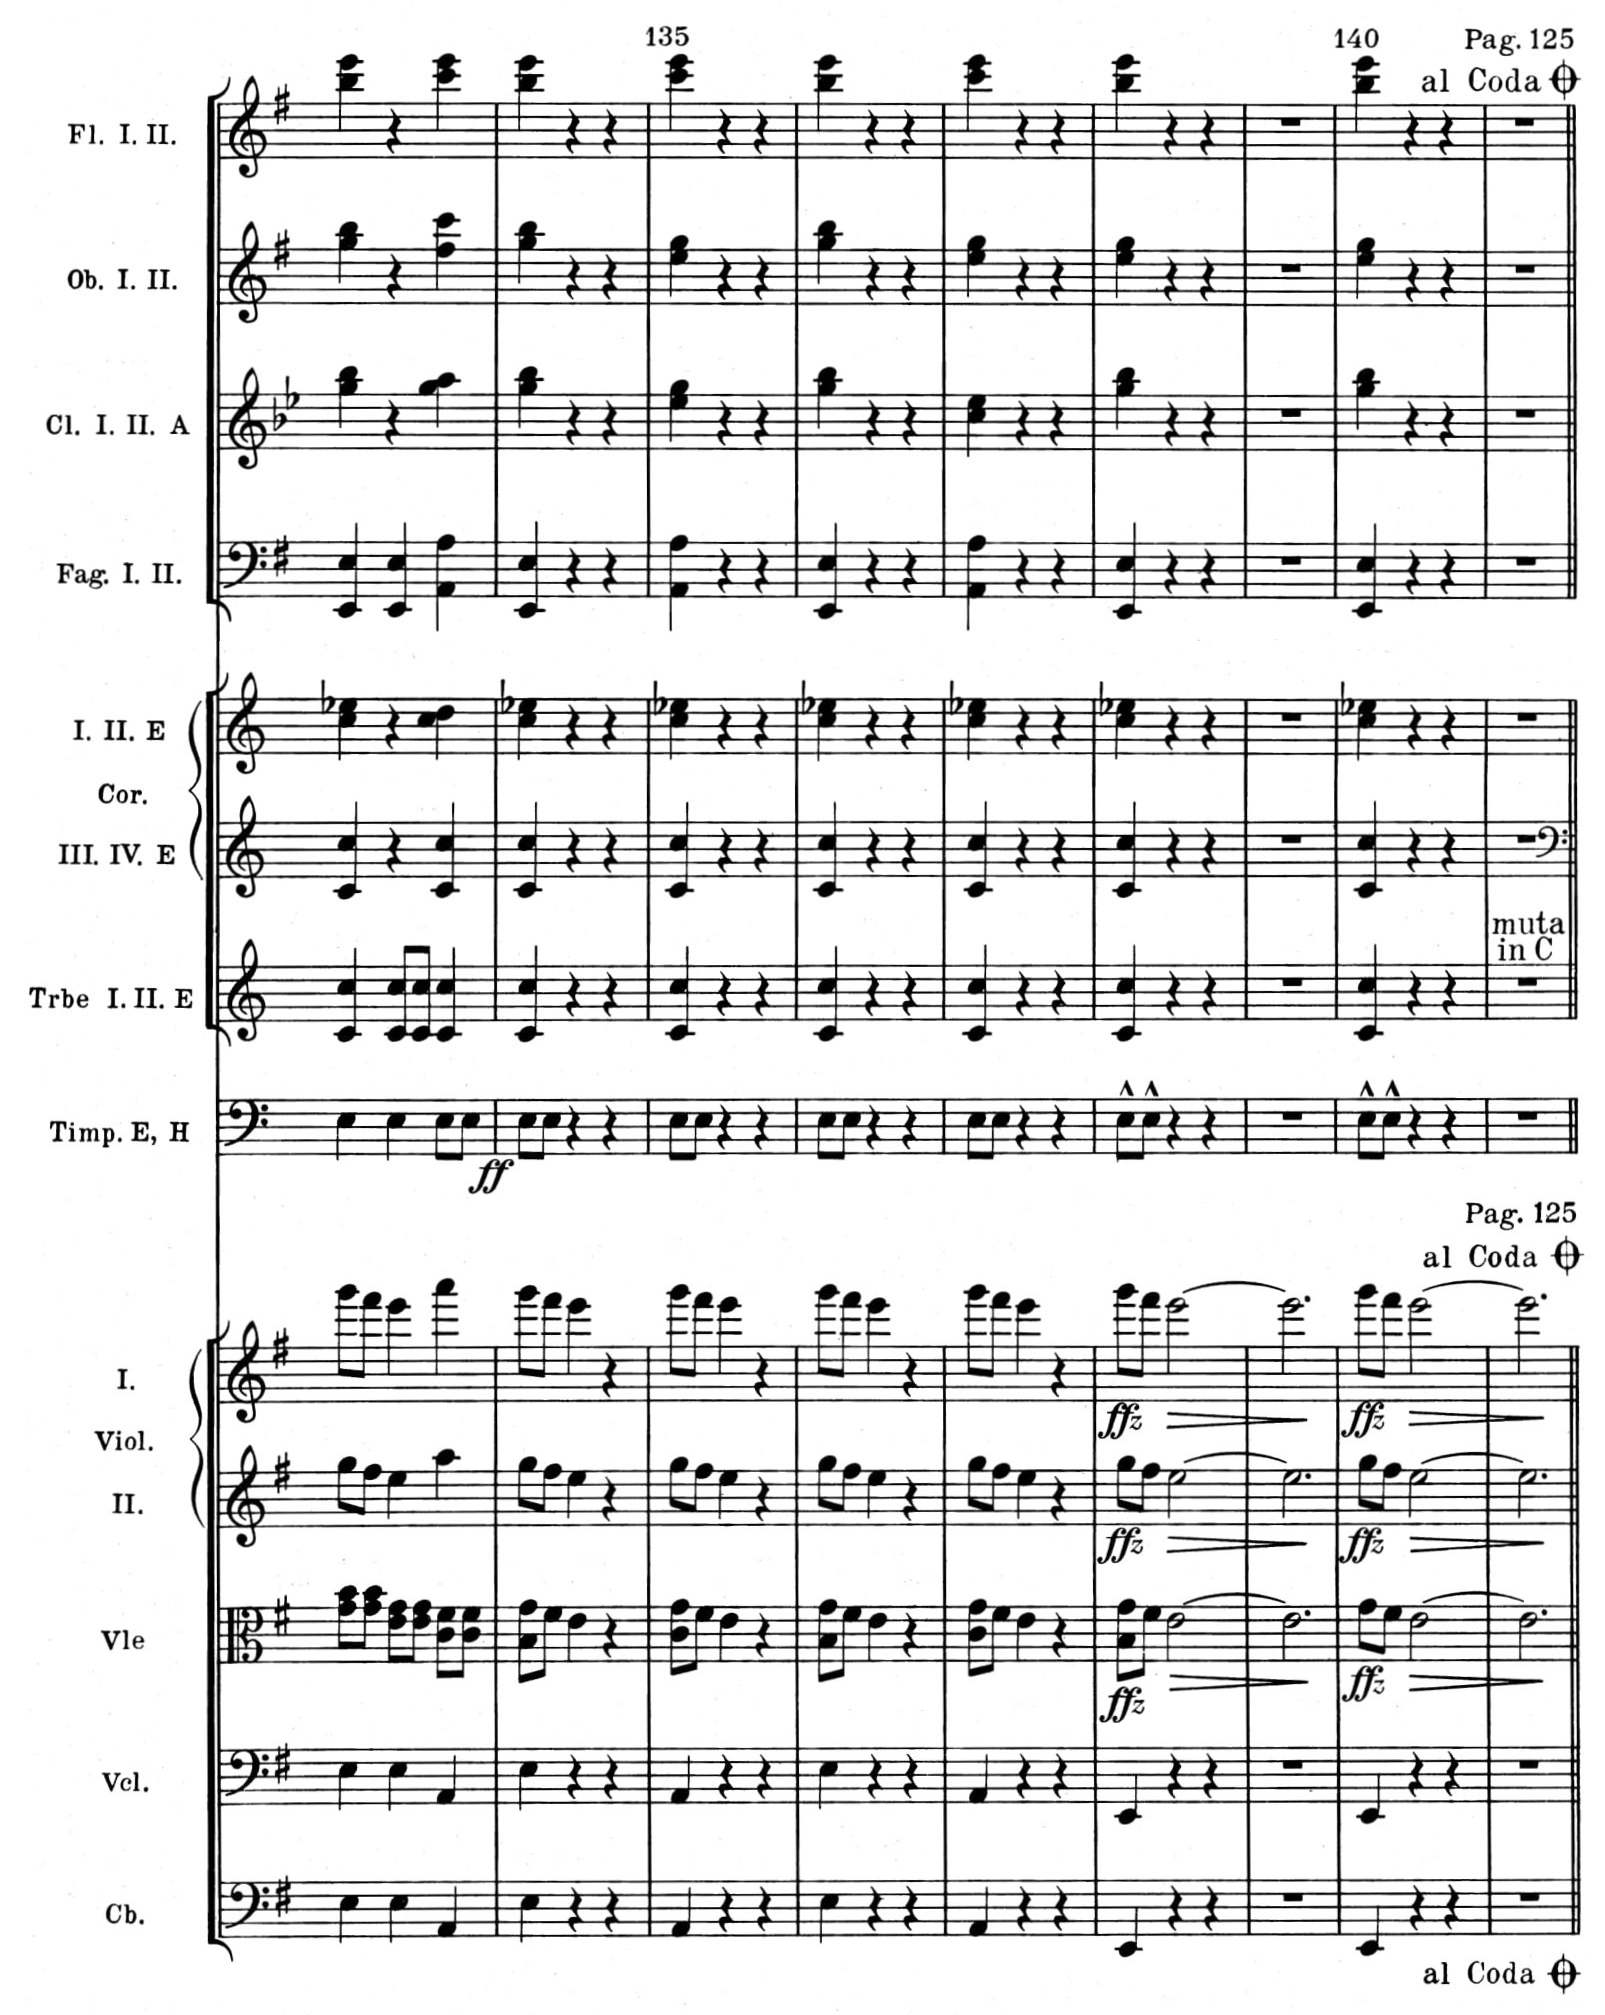 135
140 Pag. 125
al Coda
Fl. I. II.
Ob. I. II.
Cl. I. II. A
Fag. I. II.
I. II. E
Cor.
III. IV. E
muta
in C
Trbe I. II. E
Timp. E, H
ff
Pag. 125
al Coda
I.
ffz ffz
Viol.
II.
ffz ffz
Vle
ffz ffz
Vcl.
Cb.
al Coda